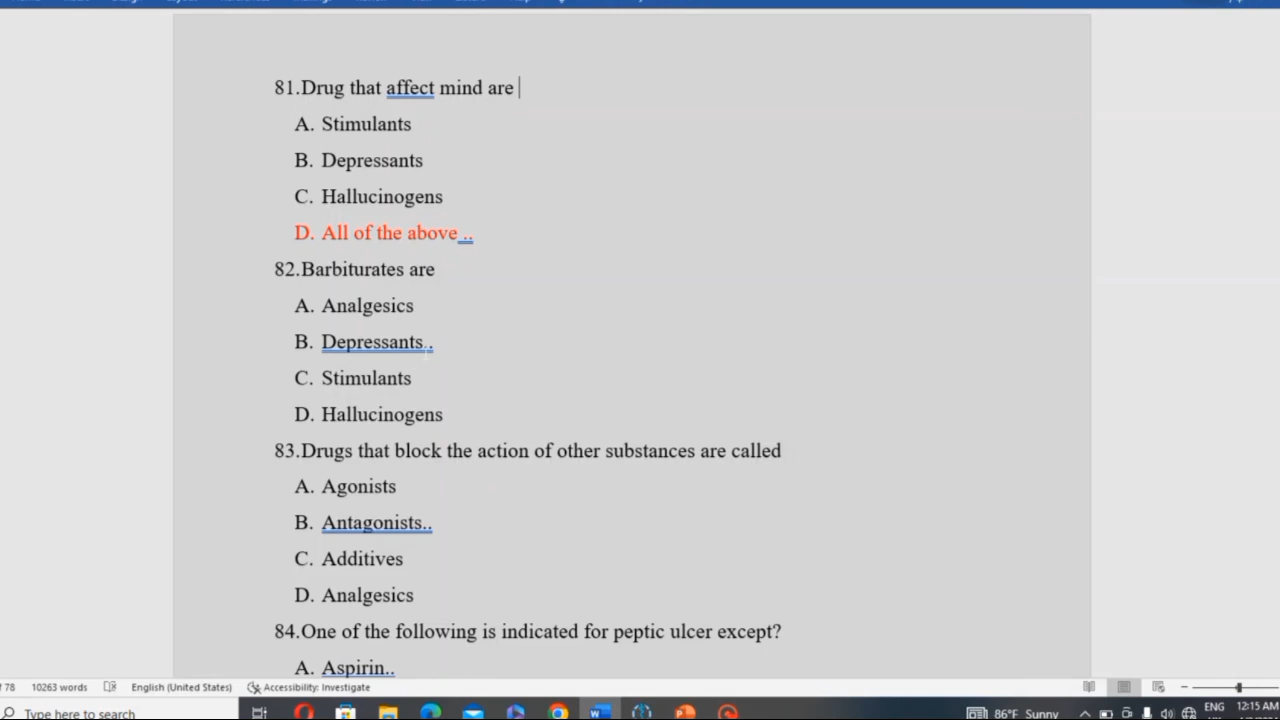 81.Drug that affect mind are
A. Stimulants
B. Depressants
C. Hallucinogens
D. All of the above ..
82.Barbiturates are
A. Analgesics
B. Depressants..
C. Stimulants
D. Hallucinogens
83.Drugs that block the action of other substances are called
A. Agonists
B. Antagonists..
C. Additives
D. Analgesics
84.One of the following is indicated for peptic ulcer except?
A. Aspirin..
78 10263 words English (United States) Accessibility: Investigate
Type here to search 86°F Sunny ENG 12:15 AM